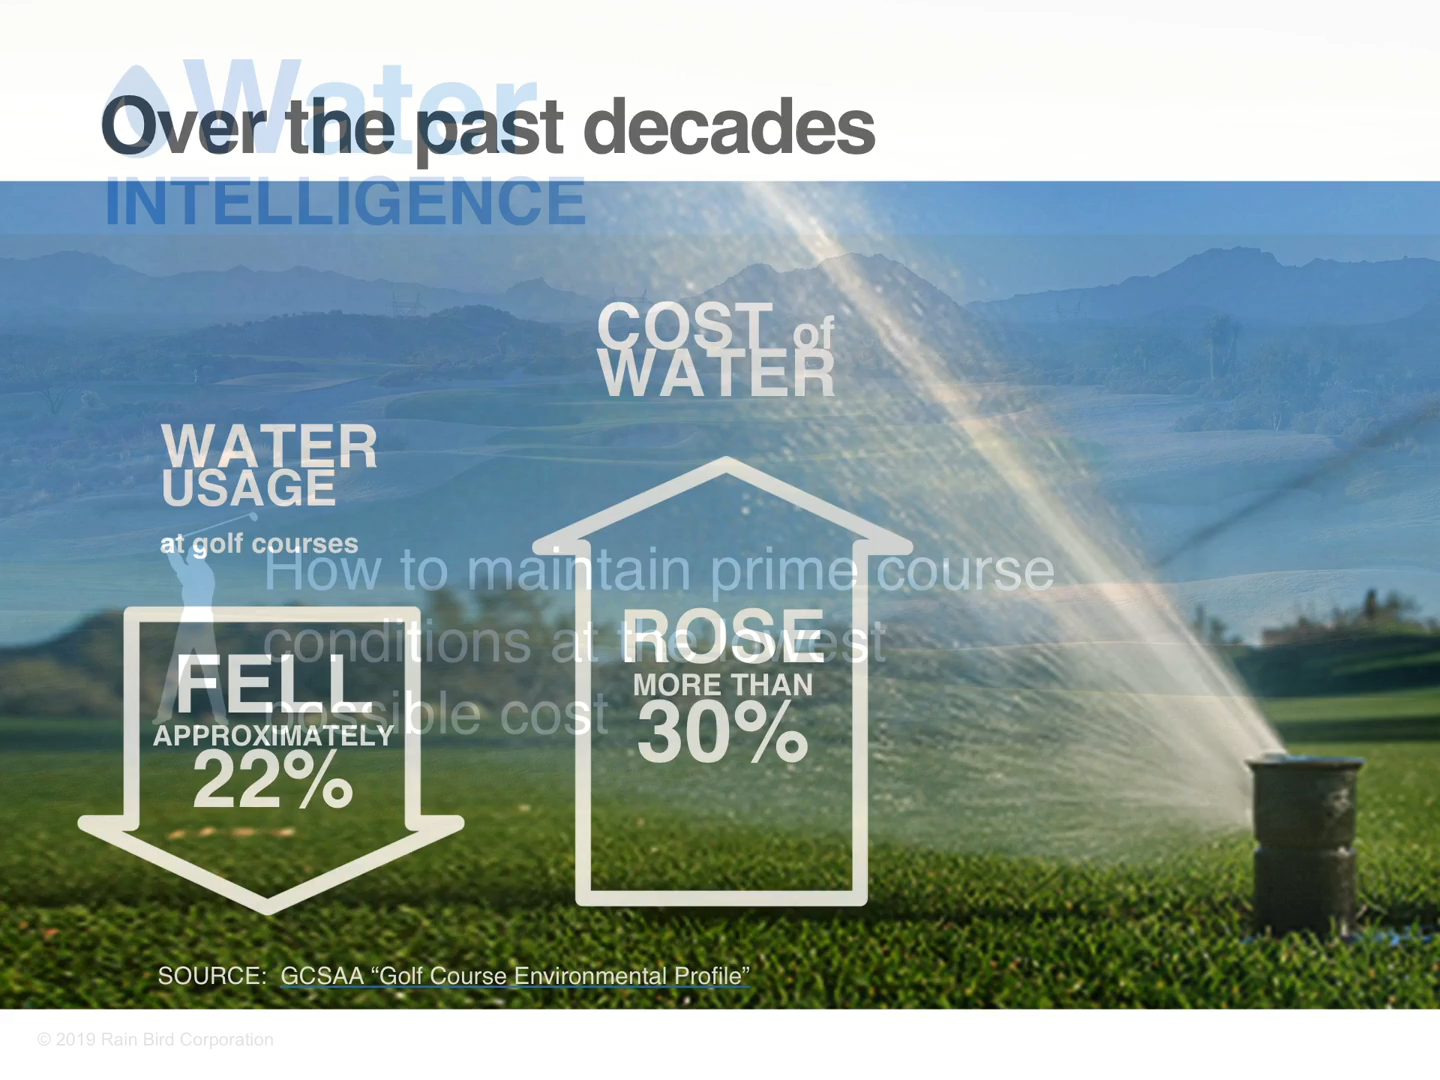 Water
INTELLIGENCE
Over the past decades
COST of
WATER
WATER
USAGE
at golf courses
How to maintain prime course
conditions at the lowest
possible cost
FELL
APPROXIMATELY
22%
ROSE
MORE THAN
30%
SOURCE: GCSAA “Golf Course Environmental Profile”
© 2019 Rain Bird Corporation